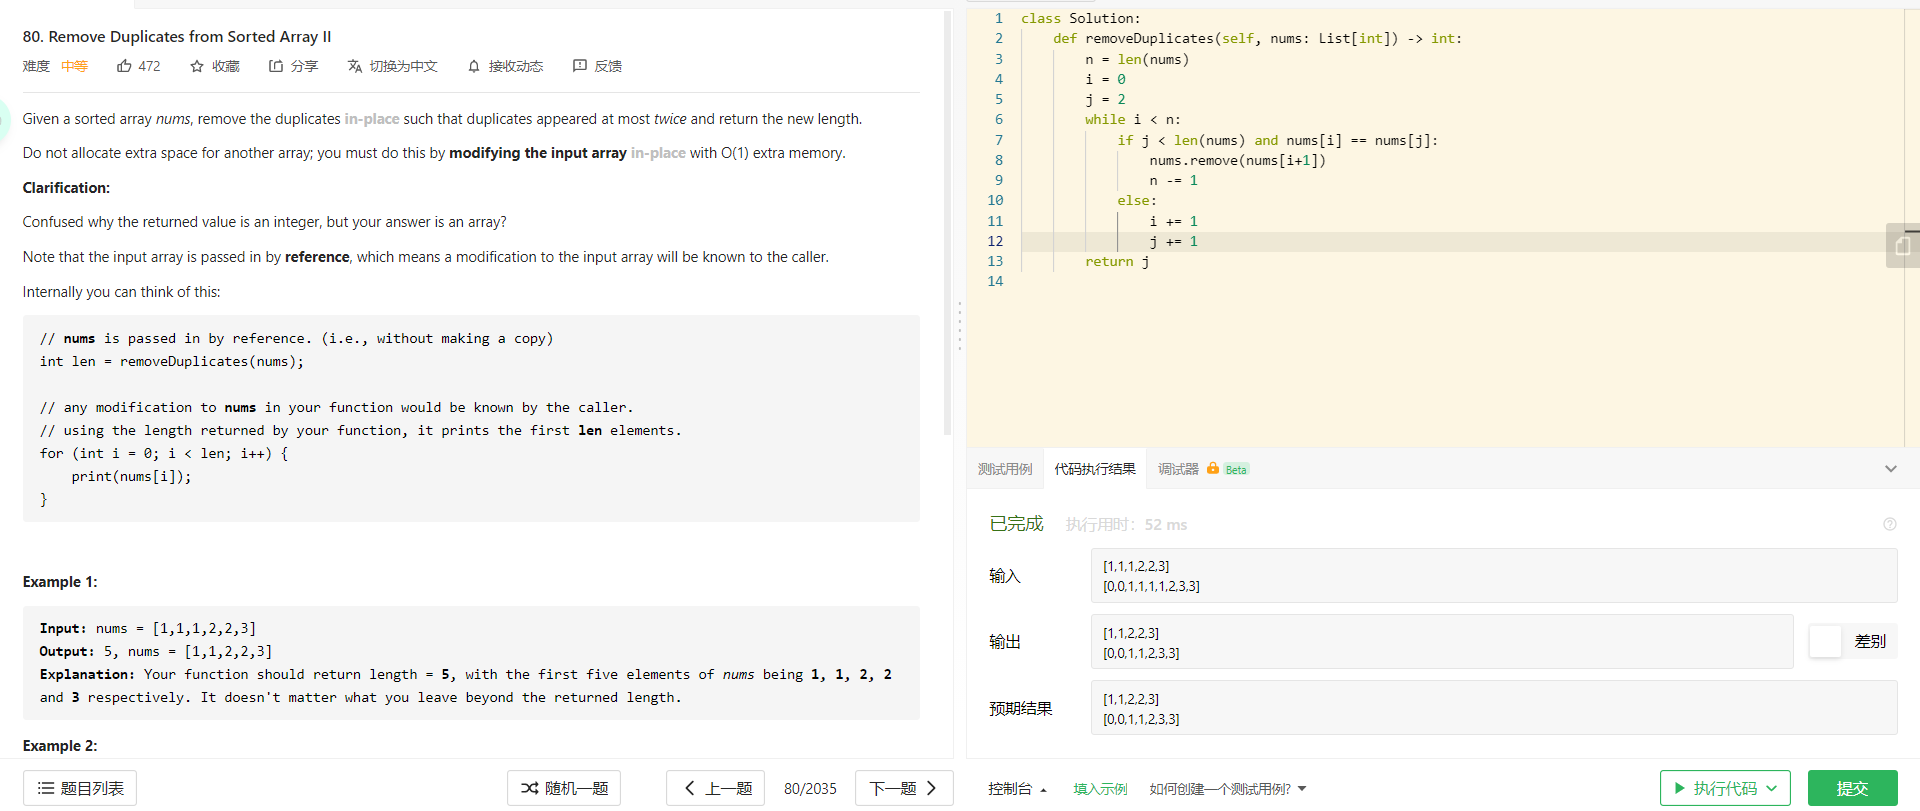 80. Remove Duplicates from Sorted Array II
难度 中等 472 收藏 分享 切换为中文 接收动态 反馈
Given a sorted array nums, remove the duplicates in-place such that duplicates appeared at most twice and return the new length.
Do not allocate extra space for another array; you must do this by modifying the input array in-place with O(1) extra memory.
Clarification:
Confused why the returned value is an integer, but your answer is an array?
Note that the input array is passed in by reference, which means a modification to the input array will be known to the caller.
Internally you can think of this:
// nums is passed in by reference. (i.e., without making a copy)
int len = removeDuplicates(nums);
// any modification to nums in your function would be known by the caller.
// using the length returned by your function, it prints the first len elements.
for (int i = 0; i < len; i++) {
    print(nums[i]);
}
Example 1:
Input: nums = [1,1,1,2,2,3]
Output: 5, nums = [1,1,2,2,3]
Explanation: Your function should return length = 5, with the first five elements of nums being 1, 1, 2, 2
and 3 respectively. It doesn't matter what you leave beyond the returned length.
Example 2:
题目列表 随机一题 上一题 80/2035 下一题
1 class Solution:
2     def removeDuplicates(self, nums: List[int]) -> int:
3         n = len(nums)
4         i = 0
5         j = 2
6         while i < n:
7             if j < len(nums) and nums[i] == nums[j]:
8                 nums.remove(nums[i+1])
9                 n -= 1
10             else:
11                 i += 1
12                 j += 1
13         return j
14
测试用例 代码执行结果 调试器 Beta
已完成 执行用时: 52 ms
输入
[1,1,1,2,2,3]
[0,0,1,1,1,1,2,3,3]
输出
[1,1,2,2,3]
[0,0,1,1,2,3,3]
差别
预期结果
[1,1,2,2,3]
[0,0,1,1,2,3,3]
控制台 填入示例 如何创建一个测试用例? 执行代码 提交